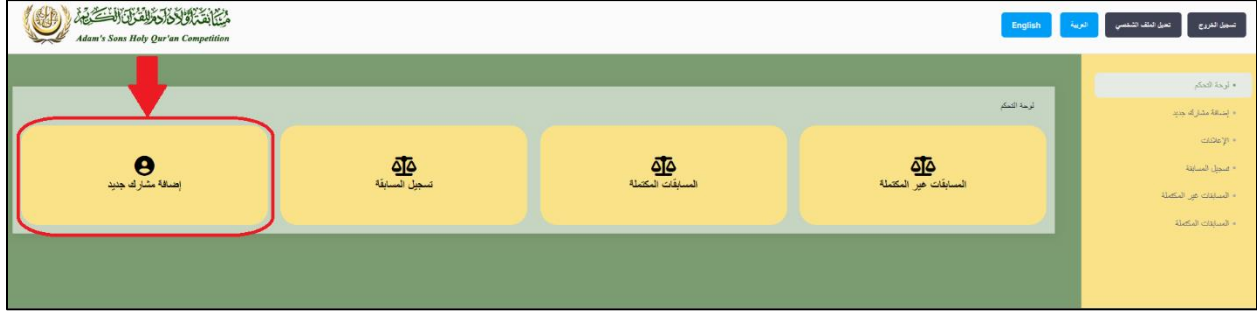 مسابقة أولاد آدم للقرآن الكريم
Adam's Sons Holy Qur'an Competition
تسجيل الخروج
تعديل الملف الشخصي
العربية
English
لوحة التحكم
إضافة مشارك جديد
الإعلانات
تسجيل المسابقة
المسابقات غير المكتملة
المسابقات المكتملة
لوحة التحكم
المسابقات غير المكتملة
المسابقات المكتملة
تسجيل المسابقة
إضافة مشارك جديد